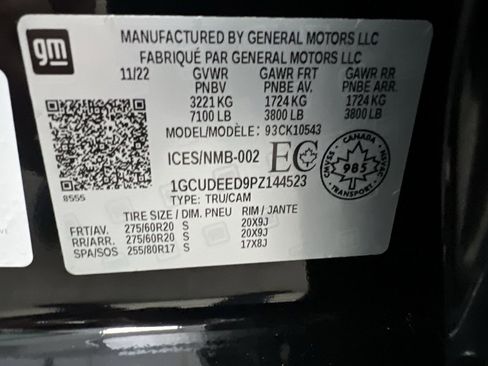 gm
MANUFACTURED BY GENERAL MOTORS LLC
FABRIQUÉ PAR GENERAL MOTORS LLC
11/22 GVWR GAWR FRT GAWR RR
PNBV PNBE AV. PNBE ARR.
3221 KG 1724 KG 1724 KG
7100 LB 3800 LB 3800 LB
MODEL/MODÈLE: 93CK10543
ICES/NMB-002 EC
8555
1GCUDEED9PZ144523
TYPE: TRU/CAM
CANADA
985
TRANSPORT
TIRE SIZE / DIM. PNEU RIM / JANTE
FRT/AV. 275/60R20 S 20X9J
RR/ARR. 275/60R20 S 20X9J
SPA/SOS 255/80R17 S 17X8J